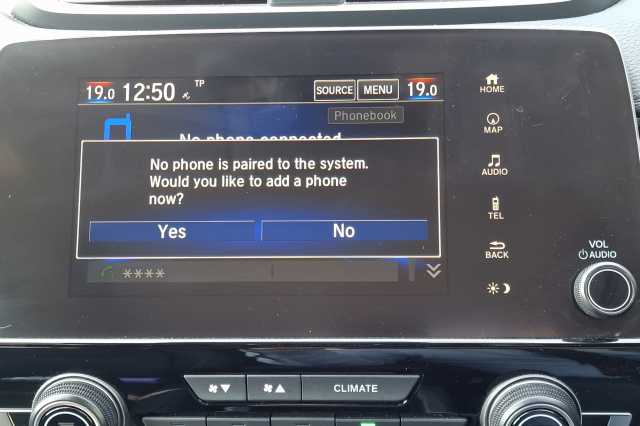 19.0 12:50 TP SOURCE MENU 19.0
Phonebook
No phone connected
No phone is paired to the system.
Would you like to add a phone
now?
Yes No
****
HOME
MAP
AUDIO
TEL
BACK
VOL
AUDIO
CLIMATE